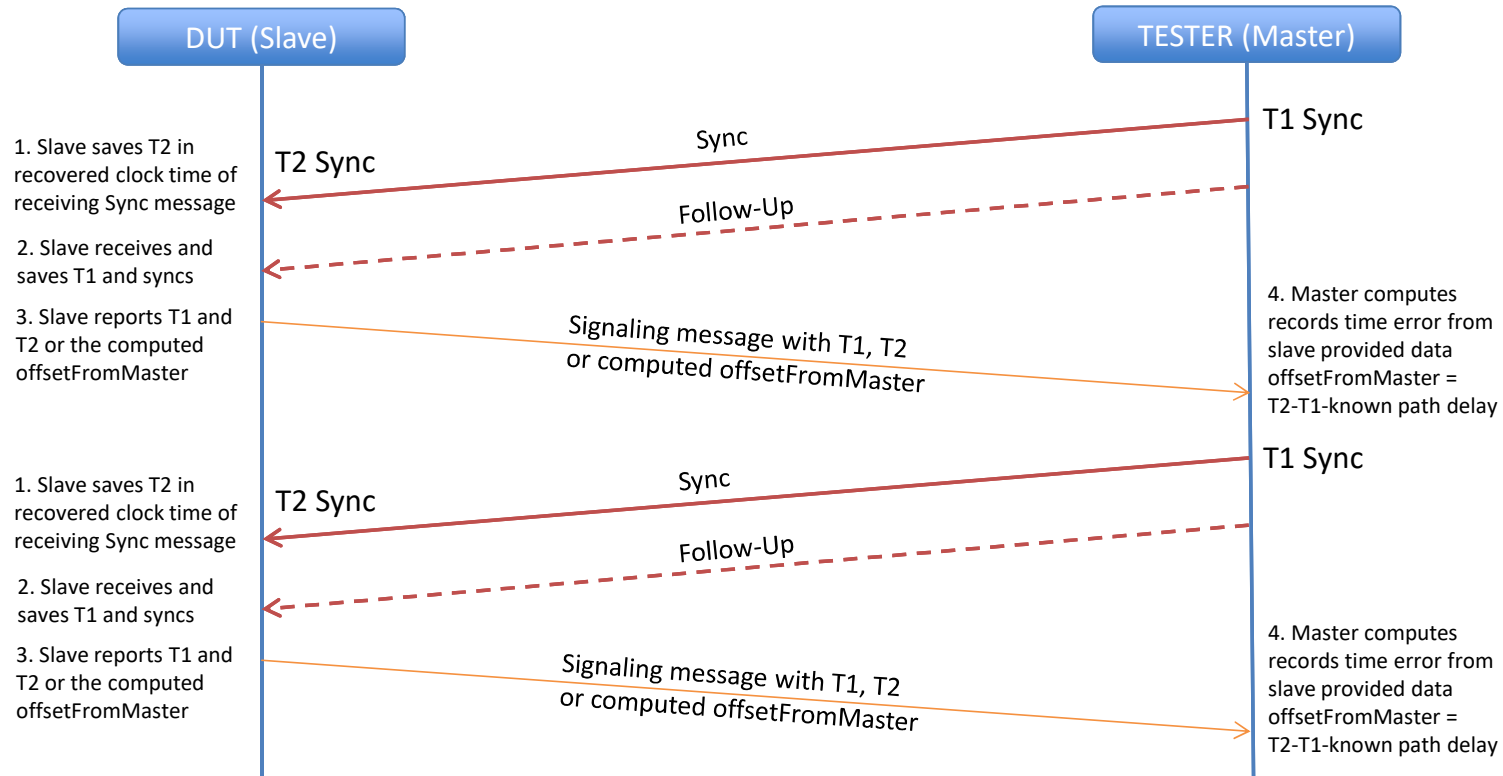 DUT (Slave)
TESTER (Master)
T1 Sync
Sync
1. Slave saves T2 in
recovered clock time of
receiving Sync message
T2 Sync
Follow-Up
2. Slave receives and
saves T1 and syncs
3. Slave reports T1 and
T2 or the computed
offsetFromMaster
Signaling message with T1, T2
or computed offsetFromMaster
4. Master computes
records time error from
slave provided data
offsetFromMaster =
T2-T1-known path delay
T1 Sync
Sync
1. Slave saves T2 in
recovered clock time of
receiving Sync message
T2 Sync
Follow-Up
2. Slave receives and
saves T1 and syncs
3. Slave reports T1 and
T2 or the computed
offsetFromMaster
Signaling message with T1, T2
or computed offsetFromMaster
4. Master computes
records time error from
slave provided data
offsetFromMaster =
T2-T1-known path delay